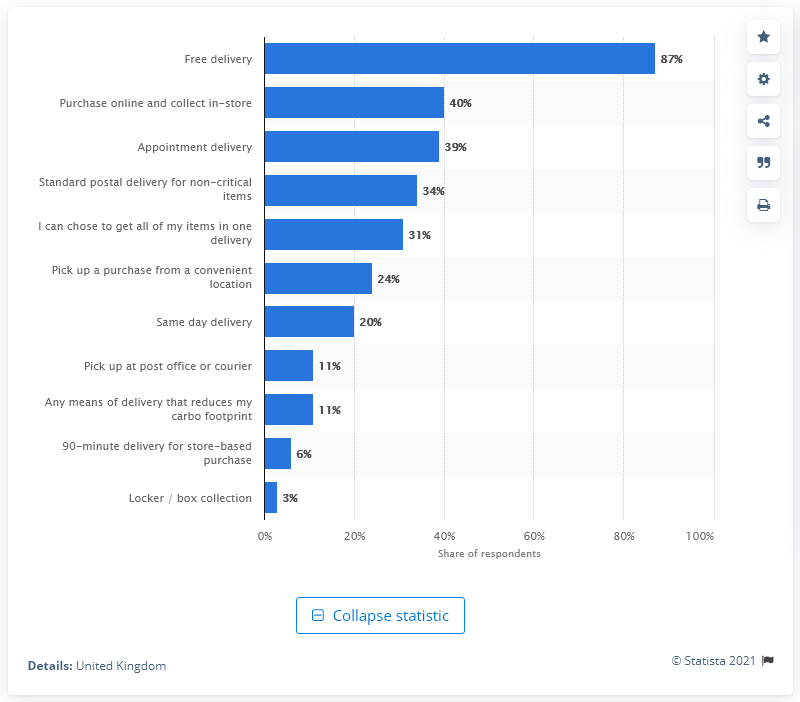 Free delivery
87%
Purchase online and collect in-store
40%
Appointment delivery
39%
Standard postal delivery for non-critical
items
34%
I can chose to get all of my items in one
delivery
31%
Pick up a purchase from a convenient
location
24%
Same day delivery
20%
Pick up at post office or courier
11%
Any means of delivery that reduces my
carbo footprint
11%
90-minute delivery for store-based
purchase
6%
Locker / box collection
3%
0% 20% 40% 60% 80% 100%
Share of respondents
Collapse statistic
Details: United Kingdom
© Statista 2021